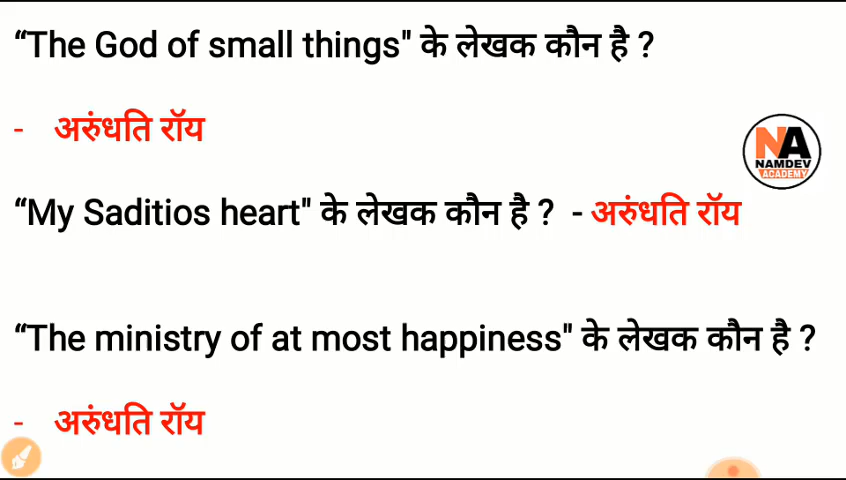 “The God of small things" के लेखक कौन है ?
- अरुंधति रॉय
NA
NAMDEV
ACADEMY
“My Saditios heart" के लेखक कौन है ? - अरुंधति रॉय
“The ministry of at most happiness" के लेखक कौन है ?
- अरुंधति रॉय